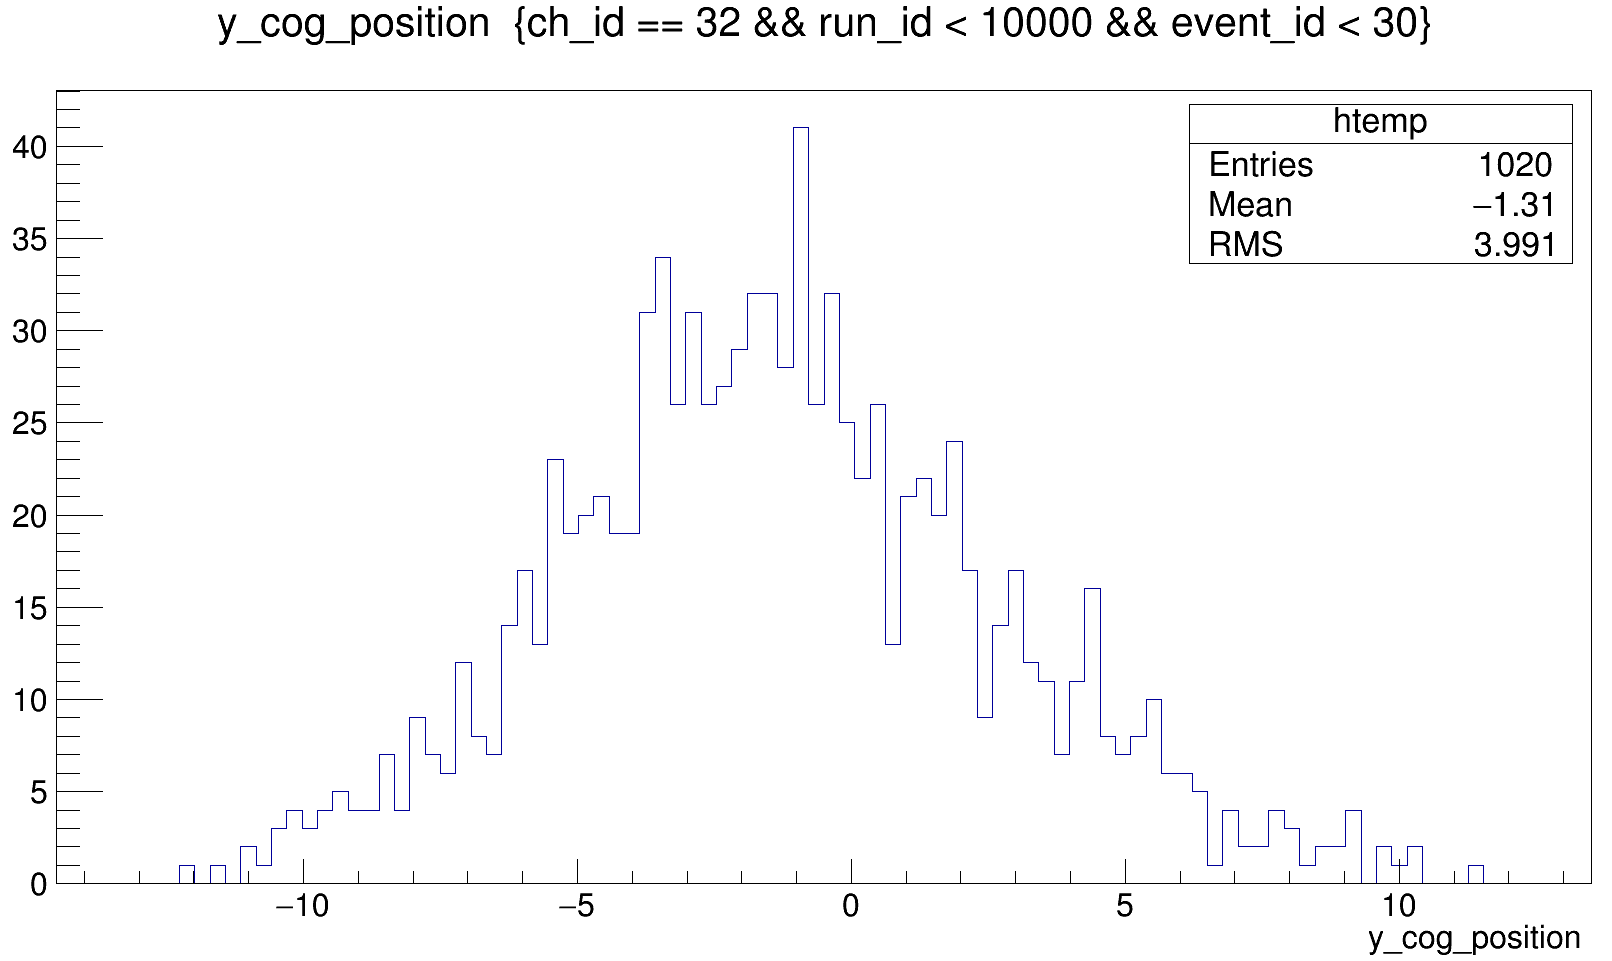 y_cog_position {ch_id == 32 && run_id < 10000 && event_id < 30}
htemp
Entries 1020
Mean −1.31
RMS 3.991
40
35
30
25
20
15
10
5
0
−10 −5 0 5 10
y_cog_position